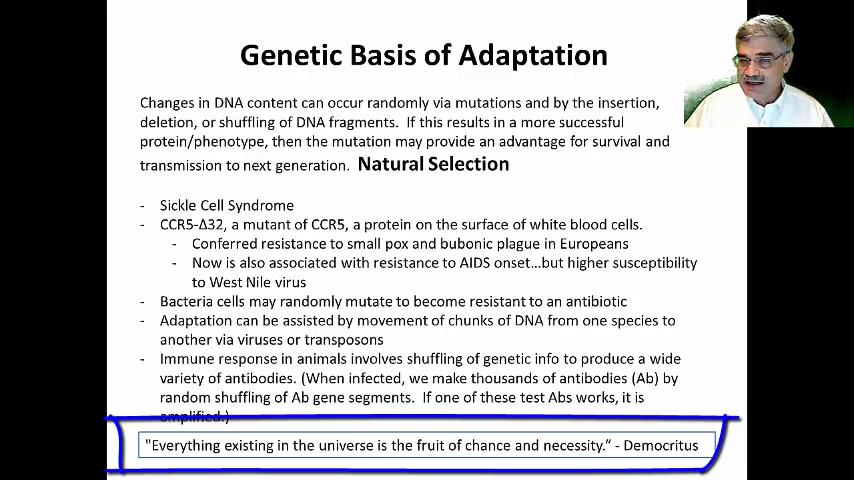 Genetic Basis of Adaptation
Changes in DNA content can occur randomly via mutations and by the insertion,
deletion, or shuffling of DNA fragments.  If this results in a more successful
protein/phenotype, then the mutation may provide an advantage for survival and
transmission to next generation.  Natural Selection
- Sickle Cell Syndrome
- CCR5-Δ32, a mutant of CCR5, a protein on the surface of white blood cells.
- Conferred resistance to small pox and bubonic plague in Europeans
- Now is also associated with resistance to AIDS onset…but higher susceptibility
to West Nile virus
- Bacteria cells may randomly mutate to become resistant to an antibiotic
- Adaptation can be assisted by movement of chunks of DNA from one species to
another via viruses or transposons
- Immune response in animals involves shuffling of genetic info to produce a wide
variety of antibodies. (When infected, we make thousands of antibodies (Ab) by
random shuffling of Ab gene segments.  If one of these test Abs works, it is
amplified.)
"Everything existing in the universe is the fruit of chance and necessity.“ - Democritus